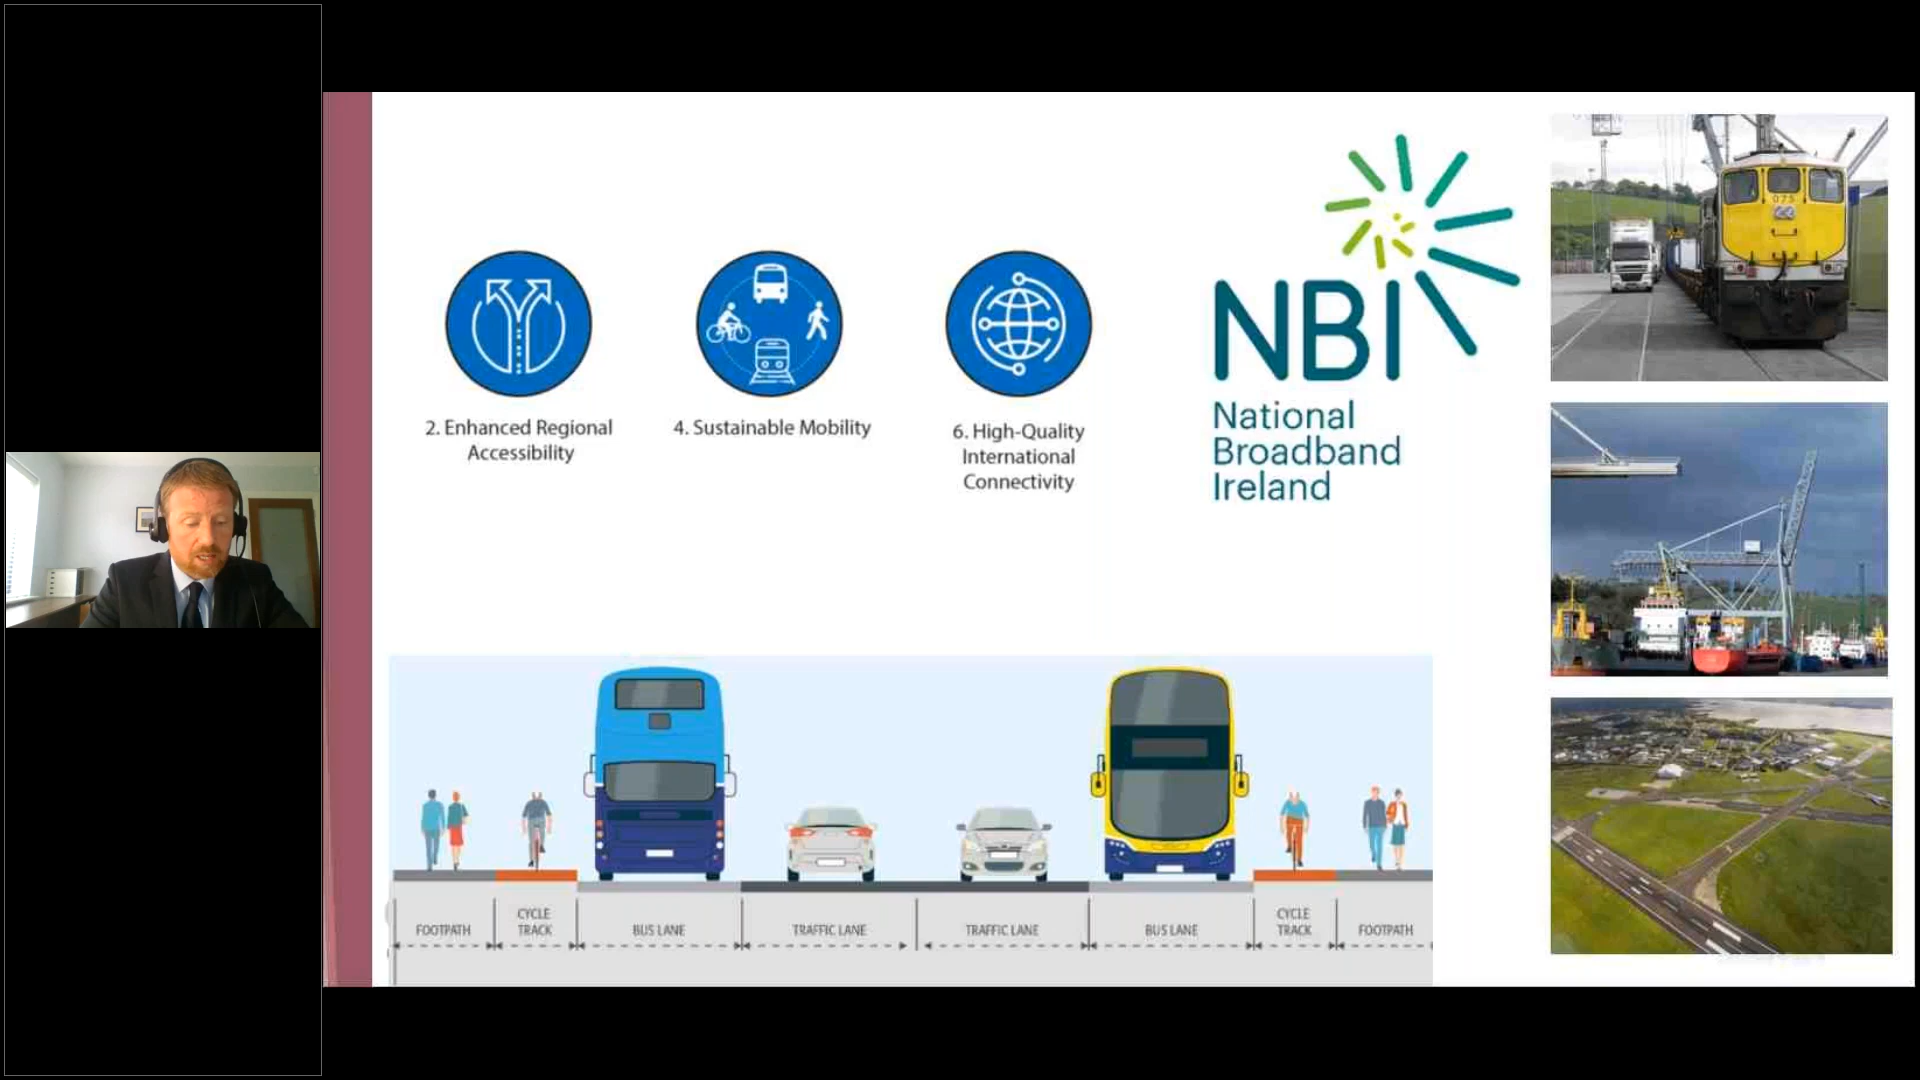 2. Enhanced Regional
Accessibility
4. Sustainable Mobility
6. High-Quality
International
Connectivity
NBI
National
Broadband
Ireland
075
FOOTPATH
CYCLE
TRACK
BUS LANE
TRAFFIC LANE
TRAFFIC LANE
BUS LANE
CYCLE
TRACK
FOOTPATH